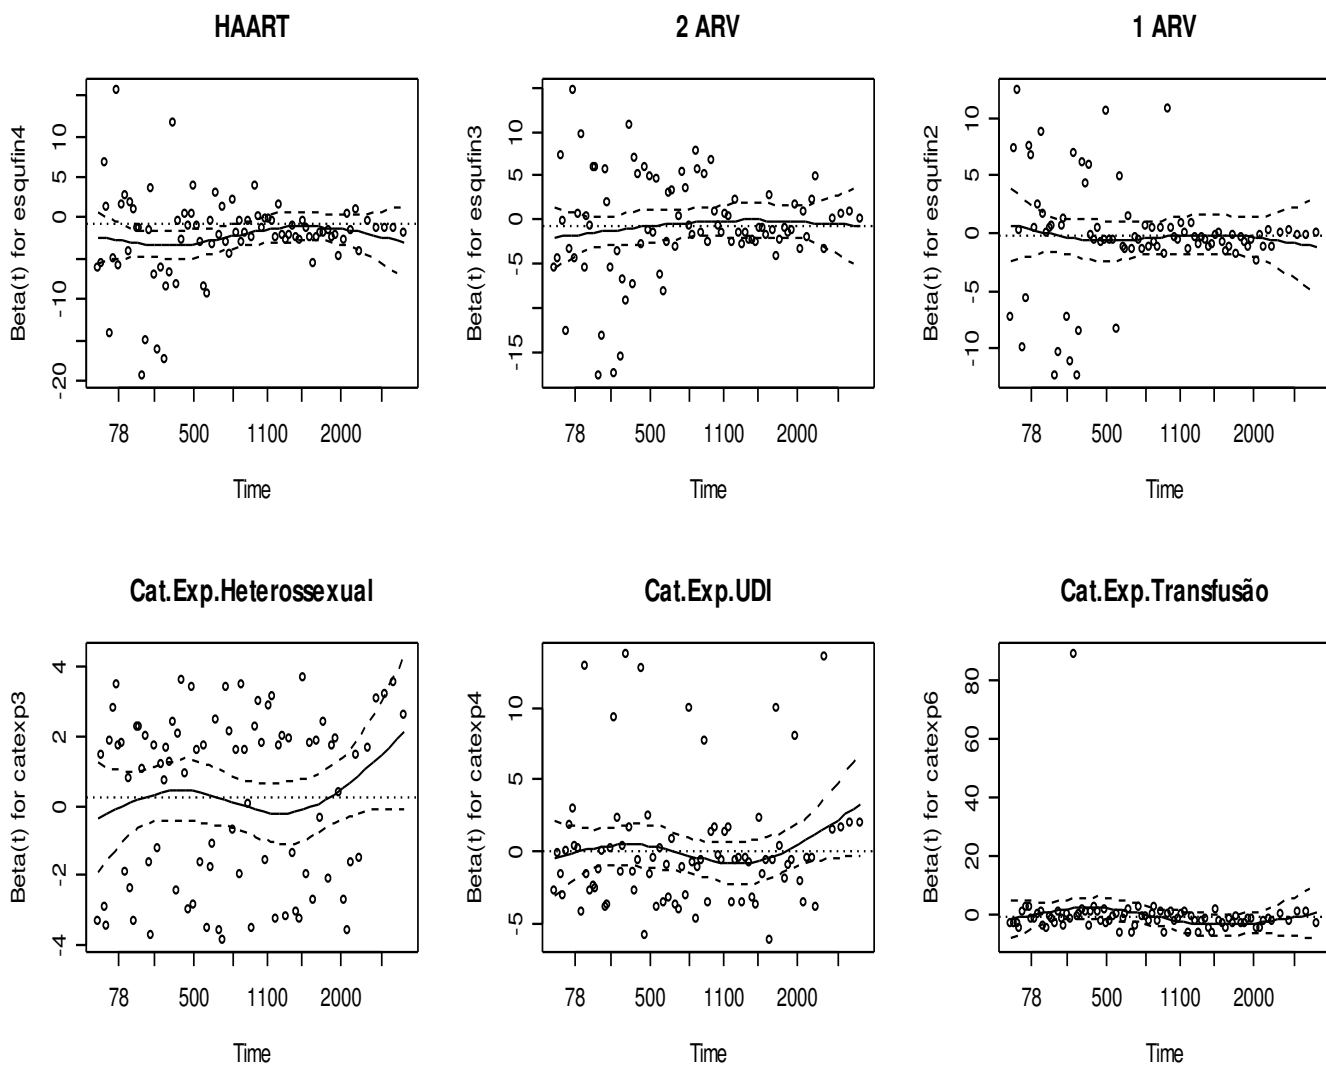 HAART
2 ARV
1 ARV
Beta(t) for esqufin4
10
5
0
-10
-20
78
500
1100
2000
Time
Beta(t) for esqufin3
10
5
0
-5
-15
78
500
1100
2000
Time
Beta(t) for esqufin2
10
5
0
-5
-10
78
500
1100
2000
Time
Cat.Exp.Heterossexual
Cat.Exp.UDI
Cat.Exp.Transfusão
Beta(t) for catexp3
4
2
0
-2
-4
78
500
1100
2000
Time
Beta(t) for catexp4
10
5
0
-5
78
500
1100
2000
Time
Beta(t) for catexp6
80
60
40
20
0
78
500
1100
2000
Time